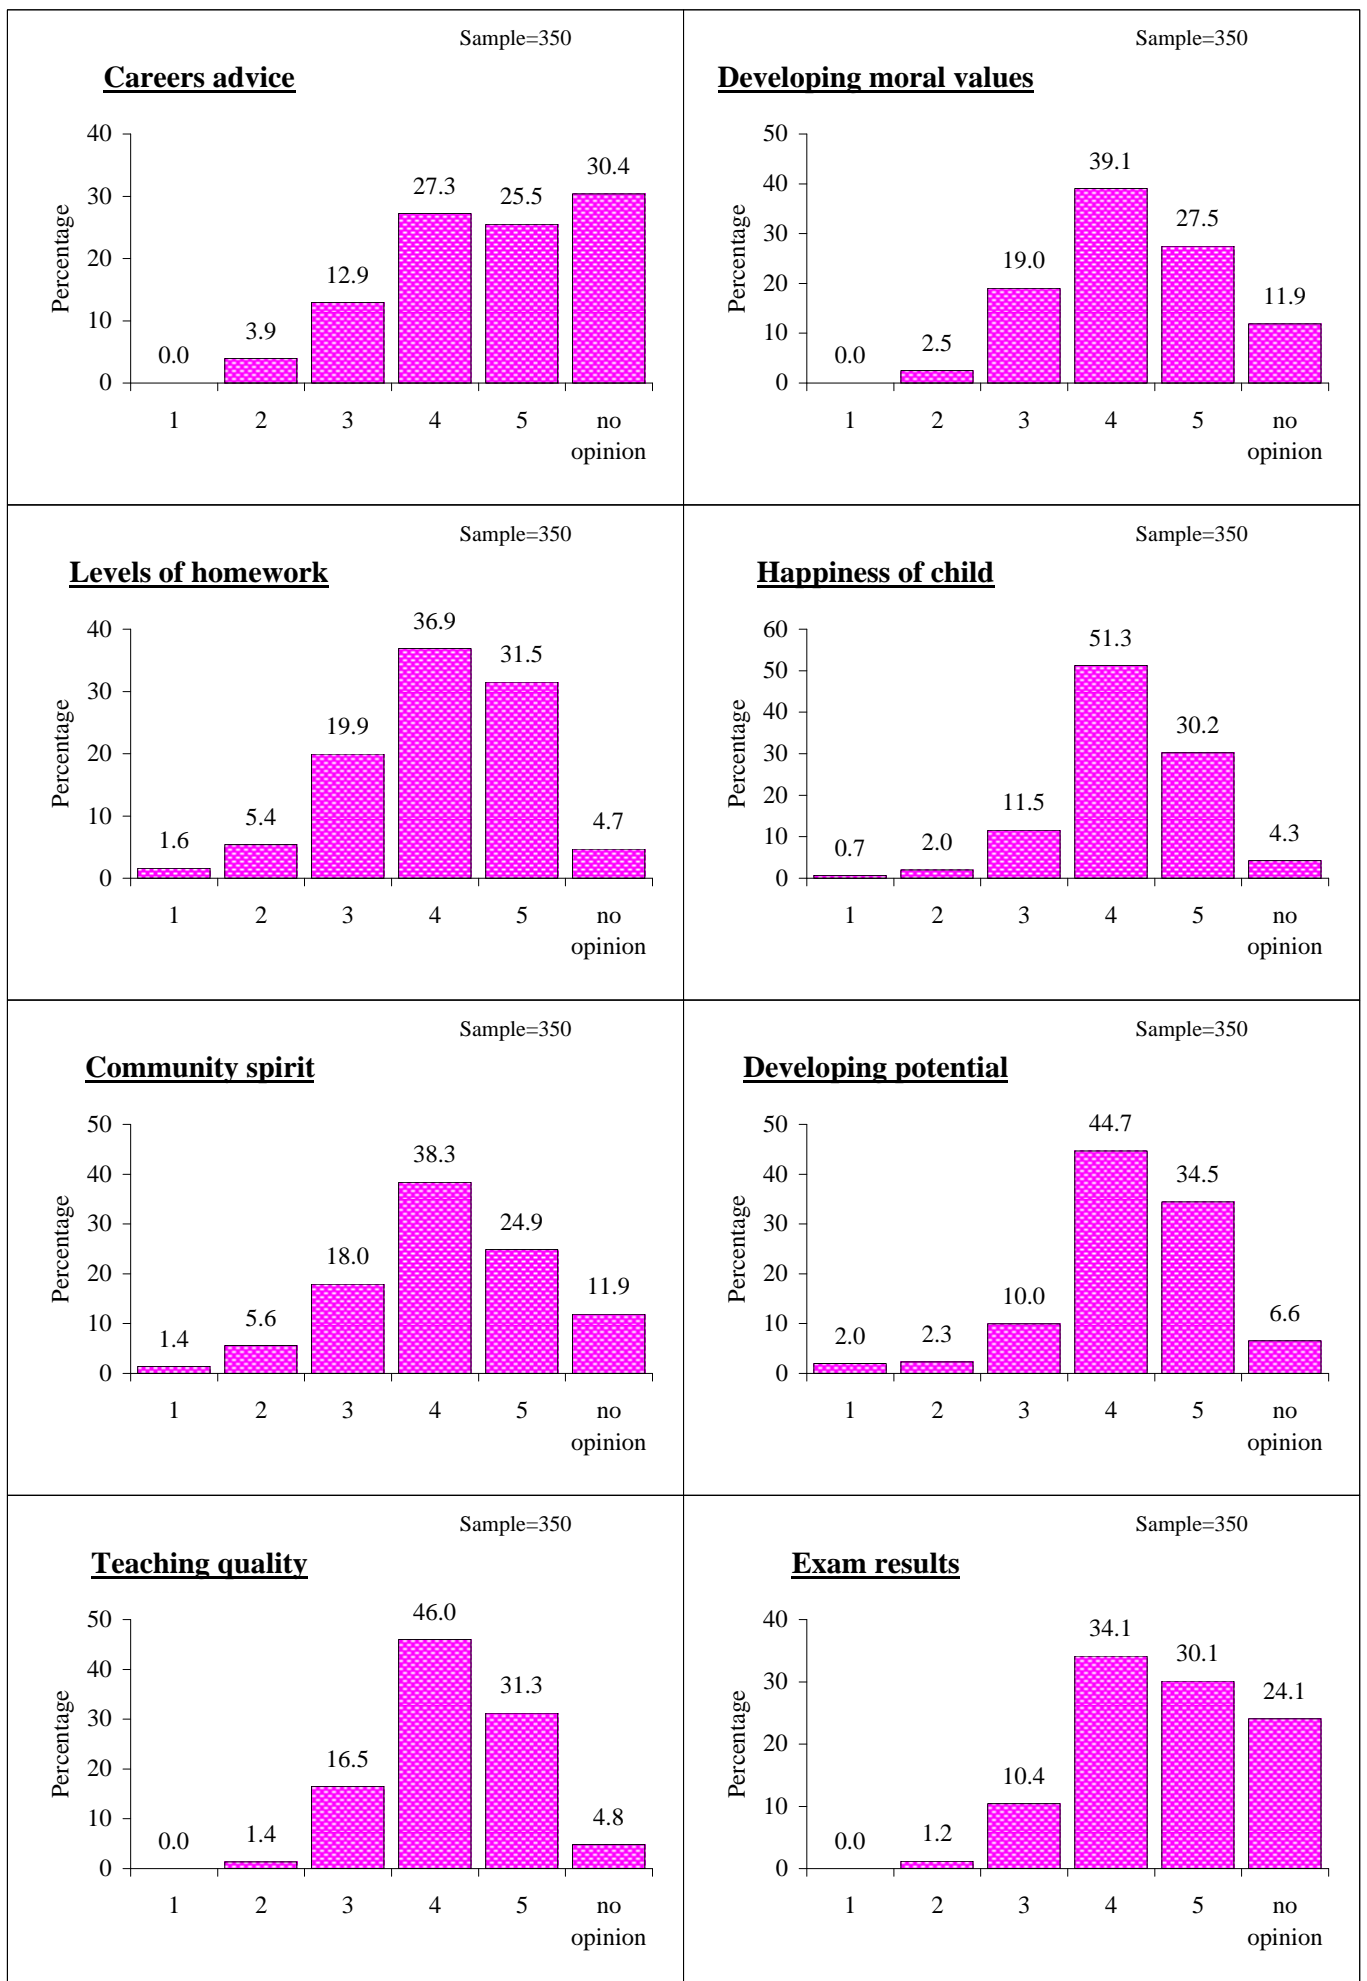 Sample=350
Careers advice
40
30
20
10
0
Percentage
0.0
3.9
12.9
27.3
25.5
30.4
1 2 3 4 5 no
opinion
Sample=350
Developing moral values
50
40
30
20
10
0
Percentage
0.0
2.5
19.0
39.1
27.5
11.9
1 2 3 4 5 no
opinion
Sample=350
Levels of homework
40
30
20
10
0
Percentage
1.6
5.4
19.9
36.9
31.5
4.7
1 2 3 4 5 no
opinion
Sample=350
Happiness of child
60
50
40
30
20
10
0
Percentage
0.7
2.0
11.5
51.3
30.2
4.3
1 2 3 4 5 no
opinion
Sample=350
Community spirit
50
40
30
20
10
0
Percentage
1.4
5.6
18.0
38.3
24.9
11.9
1 2 3 4 5 no
opinion
Sample=350
Developing potential
50
40
30
20
10
0
Percentage
2.0
2.3
10.0
44.7
34.5
6.6
1 2 3 4 5 no
opinion
Sample=350
Teaching quality
50
40
30
20
10
0
Percentage
0.0
1.4
16.5
46.0
31.3
4.8
1 2 3 4 5 no
opinion
Sample=350
Exam results
40
30
20
10
0
Percentage
0.0
1.2
10.4
34.1
30.1
24.1
1 2 3 4 5 no
opinion